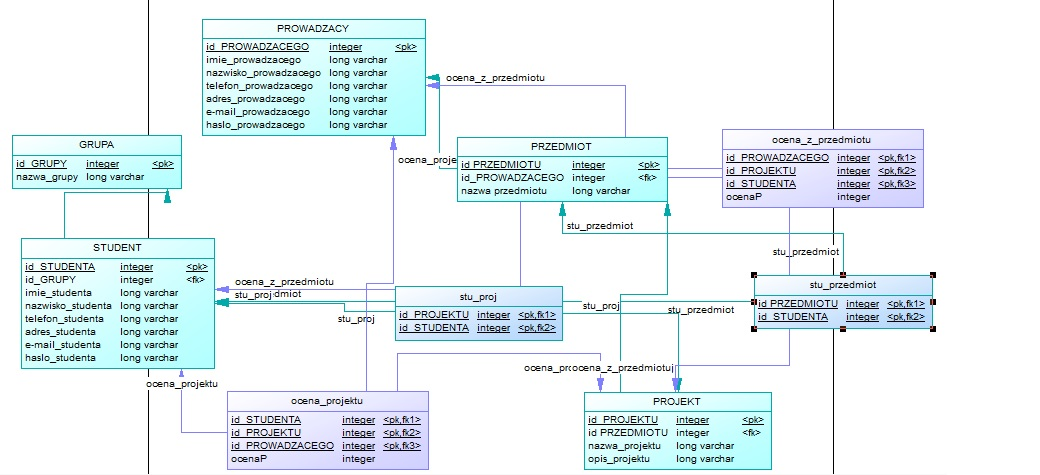 PROWADZACY
id_PROWADZACEGO integer <pk>
imie_prowadzacego long varchar
nazwisko_prowadzacego long varchar
telefon_prowadzacego long varchar
adres_prowadzacego long varchar
e-mail_prowadzacego long varchar
haslo_prowadzacego long varchar
ocena_z_przedmiotu
ocena_proje
GRUPA
id_GRUPY integer <pk>
nazwa_grupy long varchar
PRZEDMIOT
id PRZEDMIOTU integer <pk>
id_PROWADZACEGO integer <fk>
nazwa przedmiotu long varchar
ocena_z_przedmiotu
id_PROWADZACEGO integer <pk,fk1>
id_PROJEKTU integer <pk,fk2>
id_STUDENTA integer <pk,fk3>
ocenaP integer
stu_przedmiot
stu_przedmiot
STUDENT
id_STUDENTA integer <pk>
id_GRUPY integer <fk>
imie_studenta long varchar
nazwisko_studenta long varchar
telefon_studenta long varchar
adres_studenta long varchar
e-mail_studenta long varchar
haslo_studenta long varchar
ocena_z_przedmiotu
stu_proj dmiot
stu_proj
stu_proj
id_PROJEKTU integer <pk,fk1>
id_STUDENTA integer <pk,fk2>
stu_proj
stu_przedmiot
stu_przedmiot
id PRZEDMIOTU integer <pk,fk1>
id_STUDENTA integer <pk,fk2>
ocena_projektu
ocena_prc ocena_z_przedmiotu
ocena_projektu
id_STUDENTA integer <pk,fk1>
id_PROJEKTU integer <pk,fk2>
id_PROWADZACEGO integer <pk,fk3>
ocenaP integer
PROJEKT
id_PROJEKTU integer <pk>
id PRZEDMIOTU integer <fk>
nazwa_projektu long varchar
opis_projektu long varchar